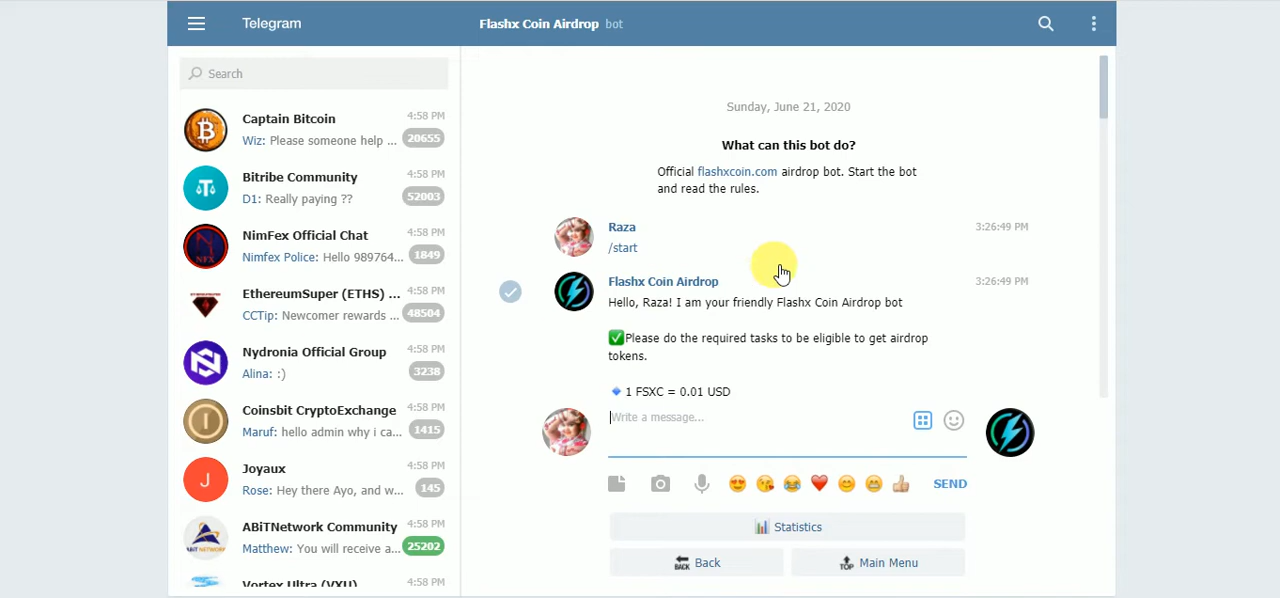 Telegram
Flashx Coin Airdrop bot
Search
Captain Bitcoin 4:58 PM
Wiz: Please someone help ... 20655
Bitribe Community 4:58 PM
D1: Really paying ?? 52003
NimFex Official Chat 4:58 PM
Nimfex Police: Hello 989764... 1849
EthereumSuper (ETHS) ... 4:58 PM
CCTip: Newcomer rewards ... 48504
Nydronia Official Group 4:58 PM
Alina: :) 3238
Coinsbit CryptoExchange 4:58 PM
Maruf: hello admin why i ca... 1415
Joyaux 4:58 PM
J
Rose: Hey there Ayo, and w... 145
ABiTNetwork Community 4:58 PM
ABIT NETWORK
Matthew: You will receive a... 25202
Vortex Ultra (VXU) 4:58 PM
Sunday, June 21, 2020
What can this bot do?
Official flashxcoin.com airdrop bot. Start the bot
and read the rules.
Raza 3:26:49 PM
/start
Flashx Coin Airdrop 3:26:49 PM
Hello, Raza! I am your friendly Flashx Coin Airdrop bot
✅Please do the required tasks to be eligible to get airdrop
tokens.
🔹 1 FSXC = 0.01 USD
Write a message...
😍 😘 😂 ❤️ 😊 😁 👍 SEND
📊 Statistics
🔙 Back
🔝 Main Menu